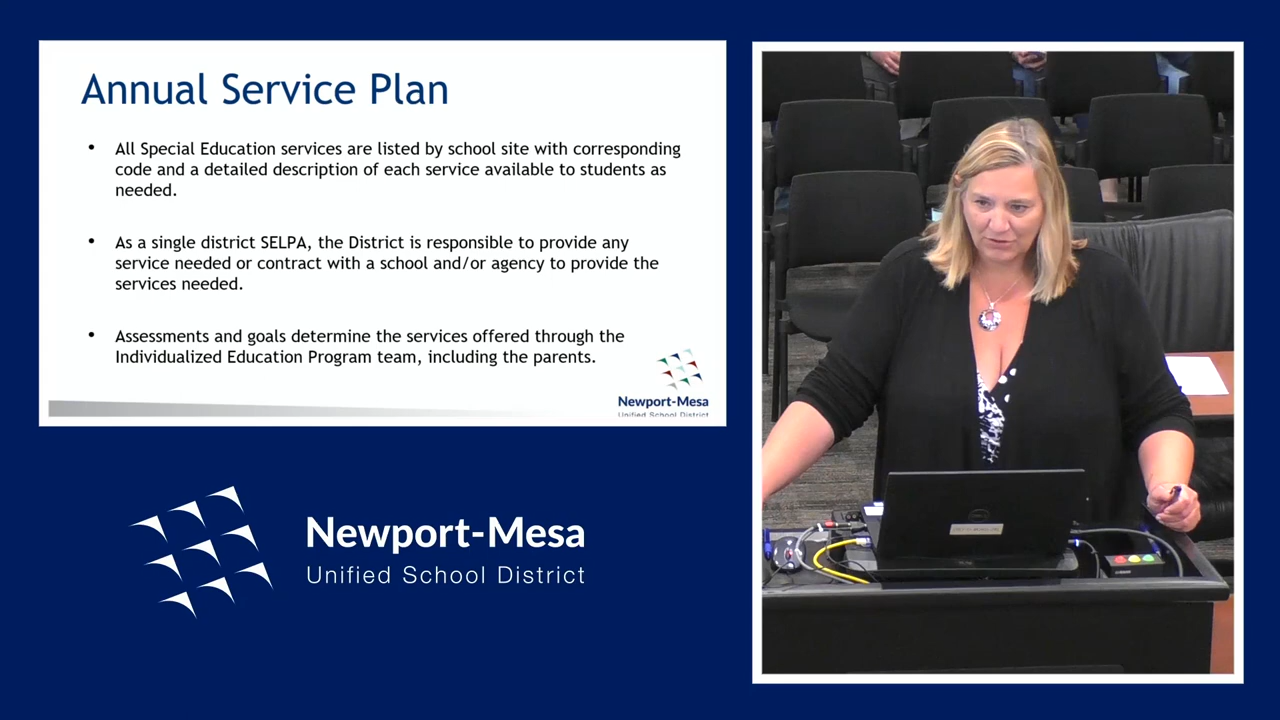 Annual Service Plan
• All Special Education services are listed by school site with corresponding
code and a detailed description of each service available to students as
needed.
• As a single district SELPA, the District is responsible to provide any
service needed or contract with a school and/or agency to provide the
services needed.
• Assessments and goals determine the services offered through the
Individualized Education Program team, including the parents.
Newport-Mesa
Unified School District
Newport-Mesa
Unified School District
DELL